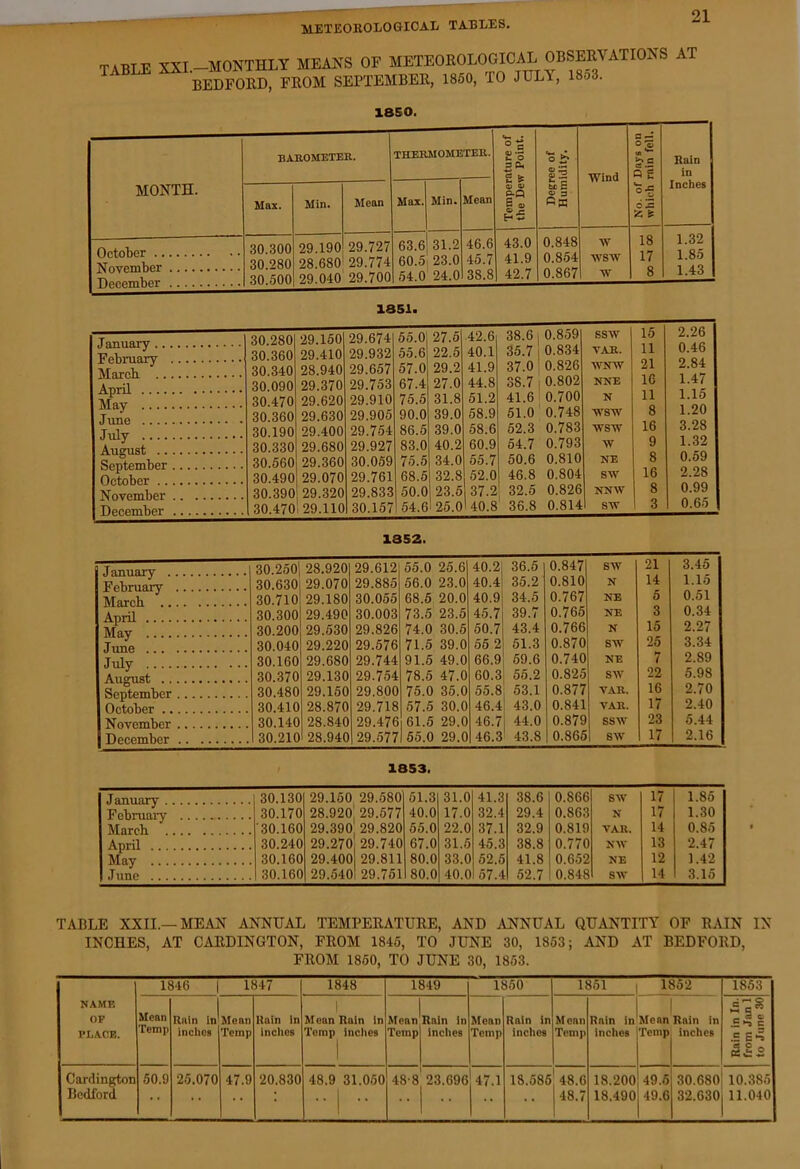 METEOROLOGICAL TABLES. 21
TABLE XXI.—MONTHLY MEANS OF METEOROLOGICAL OBSERVATIONS AT
BEDFORD, FROM SEPTEMBER, 1850, TO JULY, 1853.
1850.
MONTH. BAROMETER. THERMOMETER. Temperature of the Dew Point. Degree of Humidity. Wind No. of Days on which rain fell. Rain in Inches
Max. Min. Mean Max. Min. Mean
October 30.300 29.190 29.727 63.6 31.2 46.6 43.0 0.848 W 18 1.32
November 30.280 28.680 29.774 60.5 23.0 45.7 41.9 0.854 WSW 17 1.85
December 30.500 29.040 29.700 54.0 24.0 38.8 42.7 0.867 W 8 1.43
1851.
January 30.280 29.150 29.674 55.0 27.5 42.6 38.6 0.859 SSW 15 2.26
February 30.360 29.410 29.932 55.6 22.5 40.1 35.7 0.834 VAR. 11 0.46
March 30.340 28.940 29.657 57.0 29.2 41.9 37.0 0.826 WNW 21 2.84
April 30.090 29.370 29.753 67.4 27.0 44.8 38.7 0.802 NNE 16 1.47
May 30.470 29.620 29.910 75.5 31.8 51.2 41.6 0.700 N 11 1.15
June 30.360 29.630 29.905 90.0 39.0 58.9 51.0 0.748 WSW 8 1.20
July 30.190 29.400 29.754 86.5 39.0 58.6 52.3 0.783 WSW 16 3.28
August 30.330 29.680 29.927 83.0 40.2 60.9 54.7 0.793 W 9 1.32
September 30.560 29.360 30.059 75.5 34.0 55.7 50.6 0.810 NE 8 0.59
October 30.490 29.070 29.761 68.5 32.8 52.0 46.8 0.804 SW 16 2.28
November 30.390 29.320 29.833 50.0 23.5 37.2 32.5 0.826 NNW 8 0.99
December 30.470 29.110 30.157 54.6 25.0 40.8 36.8 0.814 SW 3 0.65
1852.
January 30.250 28.920 29.612 55.0 25.6 40.2 36.5 0.847 SW 21 3.45
February 30.630 29.070 29.885 56.0 23.0 40.4 35.2 0.810 N 14 1.15
March 30.710 29.180 30.055 68.5 20.0 40.9 34.5 0.767 NE 5 0.51
April 30.300 29.490 30.003 73.5 23.5 45.7 39.7 0.765 NE 3 0.34
May 30.200 29.530 29.826 74.0 30.5 50.7 43.4 0.766 N 15 2.27
June 30.040 29.220 29.576 71.5 39.0 55 2 51.3 0.870 SW 25 3.34
July 30.160 29.680 29.744 91.5 49.0 66.9 59.6 0.740 NE 7 2.89
August 30.370 29.130 29.754 78.5 47.0 60.3 55.2 0.825 SW 22 5.98
September 30.480 29.150 29.800 75.0 35.0 55.8 53.1 0.877 VAR. 16 2.70
October 30.410 28.870 29.718 57.5 30.0 46.4 43.0 0.841 VAR. 17 2.40
November 30.140 28.840 29.476 61.5 29.0 46.7 44.0 0.879 SSW 23 5.44
December 30.210 28.940 29.577 55.0 29.0 46.3 43.8 0.865 SW 17 2.16
1853.
January 30.130 29.150 29.580 51.3 31.0 41.3 38.6 0.866 SW 17 1.85
February 30.170 28.920 29.577 40.0 17.0 32.4 29.4 0.863 N 17 1.30
March 30.160 29.390 29.820 55.0 22.0 37.1 32.9 0.819 VAR. 14 0.85
April 30.240 29.270 29.740 67.0 31.5 45.3 38.8 0.770 NW 13 2.47
May 30.160 29.400 29.811 80.0 33.0 52.5 41.8 0.652 NE 12 1.42
June 30.160 29.540 29.751 80.0 40.0 57.4 52.7 0.848 SW 14 3.15
TABLE XXII.—MEAN ANNUAL TEMPERATURE, AND ANNUAL QUANTITY OF RAIN IN
INCHES, AT CARDINGTON, FROM 1845, TO JUNE 30, 1853; AND AT BEDFORD,
FROM 1850, TO JUNE 30, 1853.
NAME OF PLACE. 1846 1847 1848 1849 1850 1851 1852 1853
Mean Temp Rain in inches Mean Temp Rain in inches Mean Temp Rain in inches Mean Temp Rain in inches Mean Temp Rain in inches Mean Temp Rain in inches Mean Temp Rain in inches Rain in In. from Jan 1 to June 30
Cardington 50.9 25.070 47.9 20.830 48.9 31.050 48·8 23.696 47.1 18.585 48.6 18.200 49.5 30.680 10.385
Bedford .. .. .. : .. .. .. .. .. .. 48.7 18.490 49.6 32.630 11.040